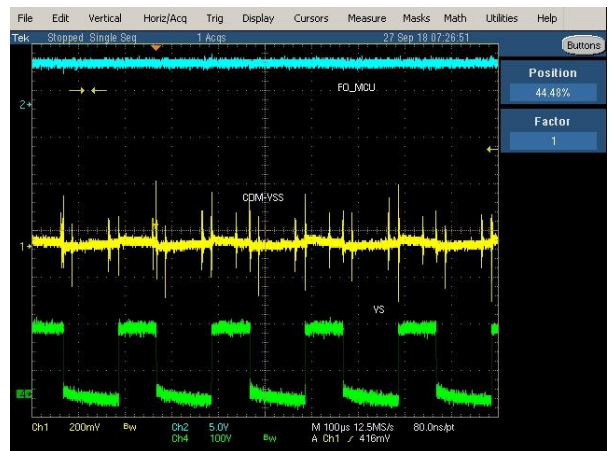 File Edit Vertical Horiz/Acq Trig Display Cursors Measure Masks Math Utilities Help
Tek Stopped Single Seq 1 Acqs 27 Sep 18 07:26:51 Buttons
Position
44.48%
Factor
1
FO_MCU
2
COM-VSS
1
VS
4
Ch1 200mV Bw Ch2 5.0V M 100µs 12.5MS/s 80.0ns/pt
Ch4 100V Bw A Ch1 416mV